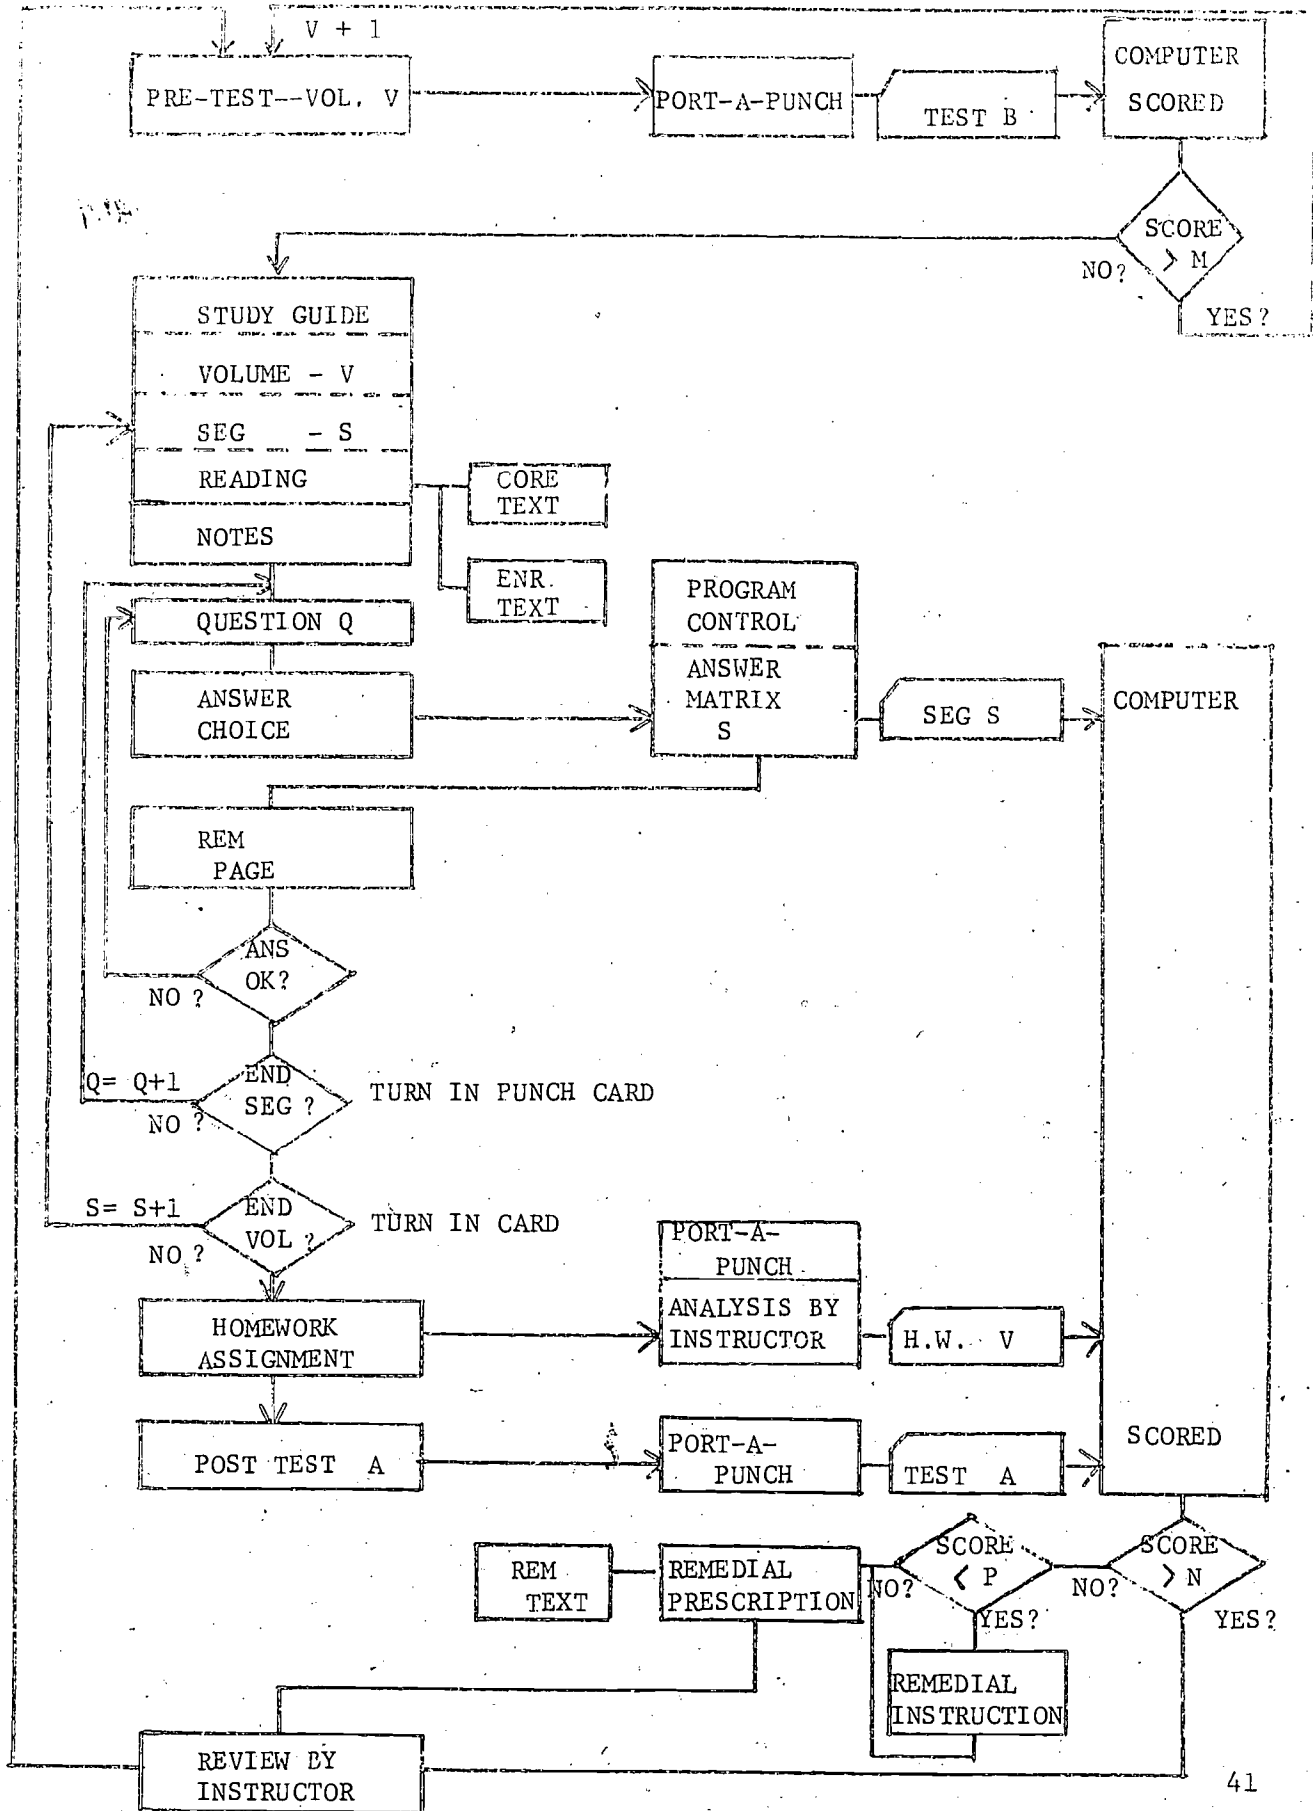 V + 1
PRE-TEST--VOL. V
PORT-A-PUNCH
TEST B
COMPUTER
SCORED
SCORE
> M
NO?
YES?
STUDY GUIDE
VOLUME - V
SEG - S
READING
NOTES
CORE
TEXT
ENR.
TEXT
QUESTION Q
ANSWER
CHOICE
PROGRAM
CONTROL
ANSWER
MATRIX
S
SEG S
COMPUTER
REM
PAGE
ANS
OK?
NO ?
END
SEG ?
Q= Q+1
NO ?
TURN IN PUNCH CARD
END
VOL ?
S= S+1
NO ?
TURN IN CARD
HOMEWORK
ASSIGNMENT
PORT-A-
PUNCH
ANALYSIS BY
INSTRUCTOR
H.W. V
POST TEST A
PORT-A-
PUNCH
TEST A
SCORED
REM
TEXT
REMEDIAL
PRESCRIPTION
NO?
SCORE
< P
YES?
NO?
SCORE
> N
YES?
REMEDIAL
INSTRUCTION
REVIEW BY
INSTRUCTOR
41